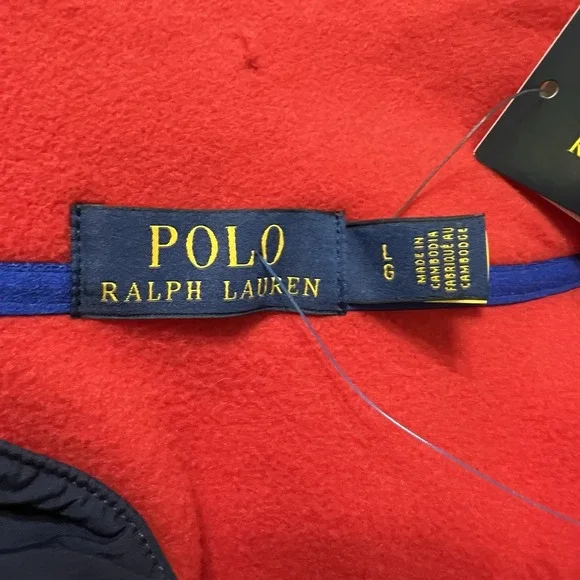 POLO
RALPH LAUREN
L
G
MADE IN
CAMBODIA
FABRIQUÉ AU
CAMBODGE